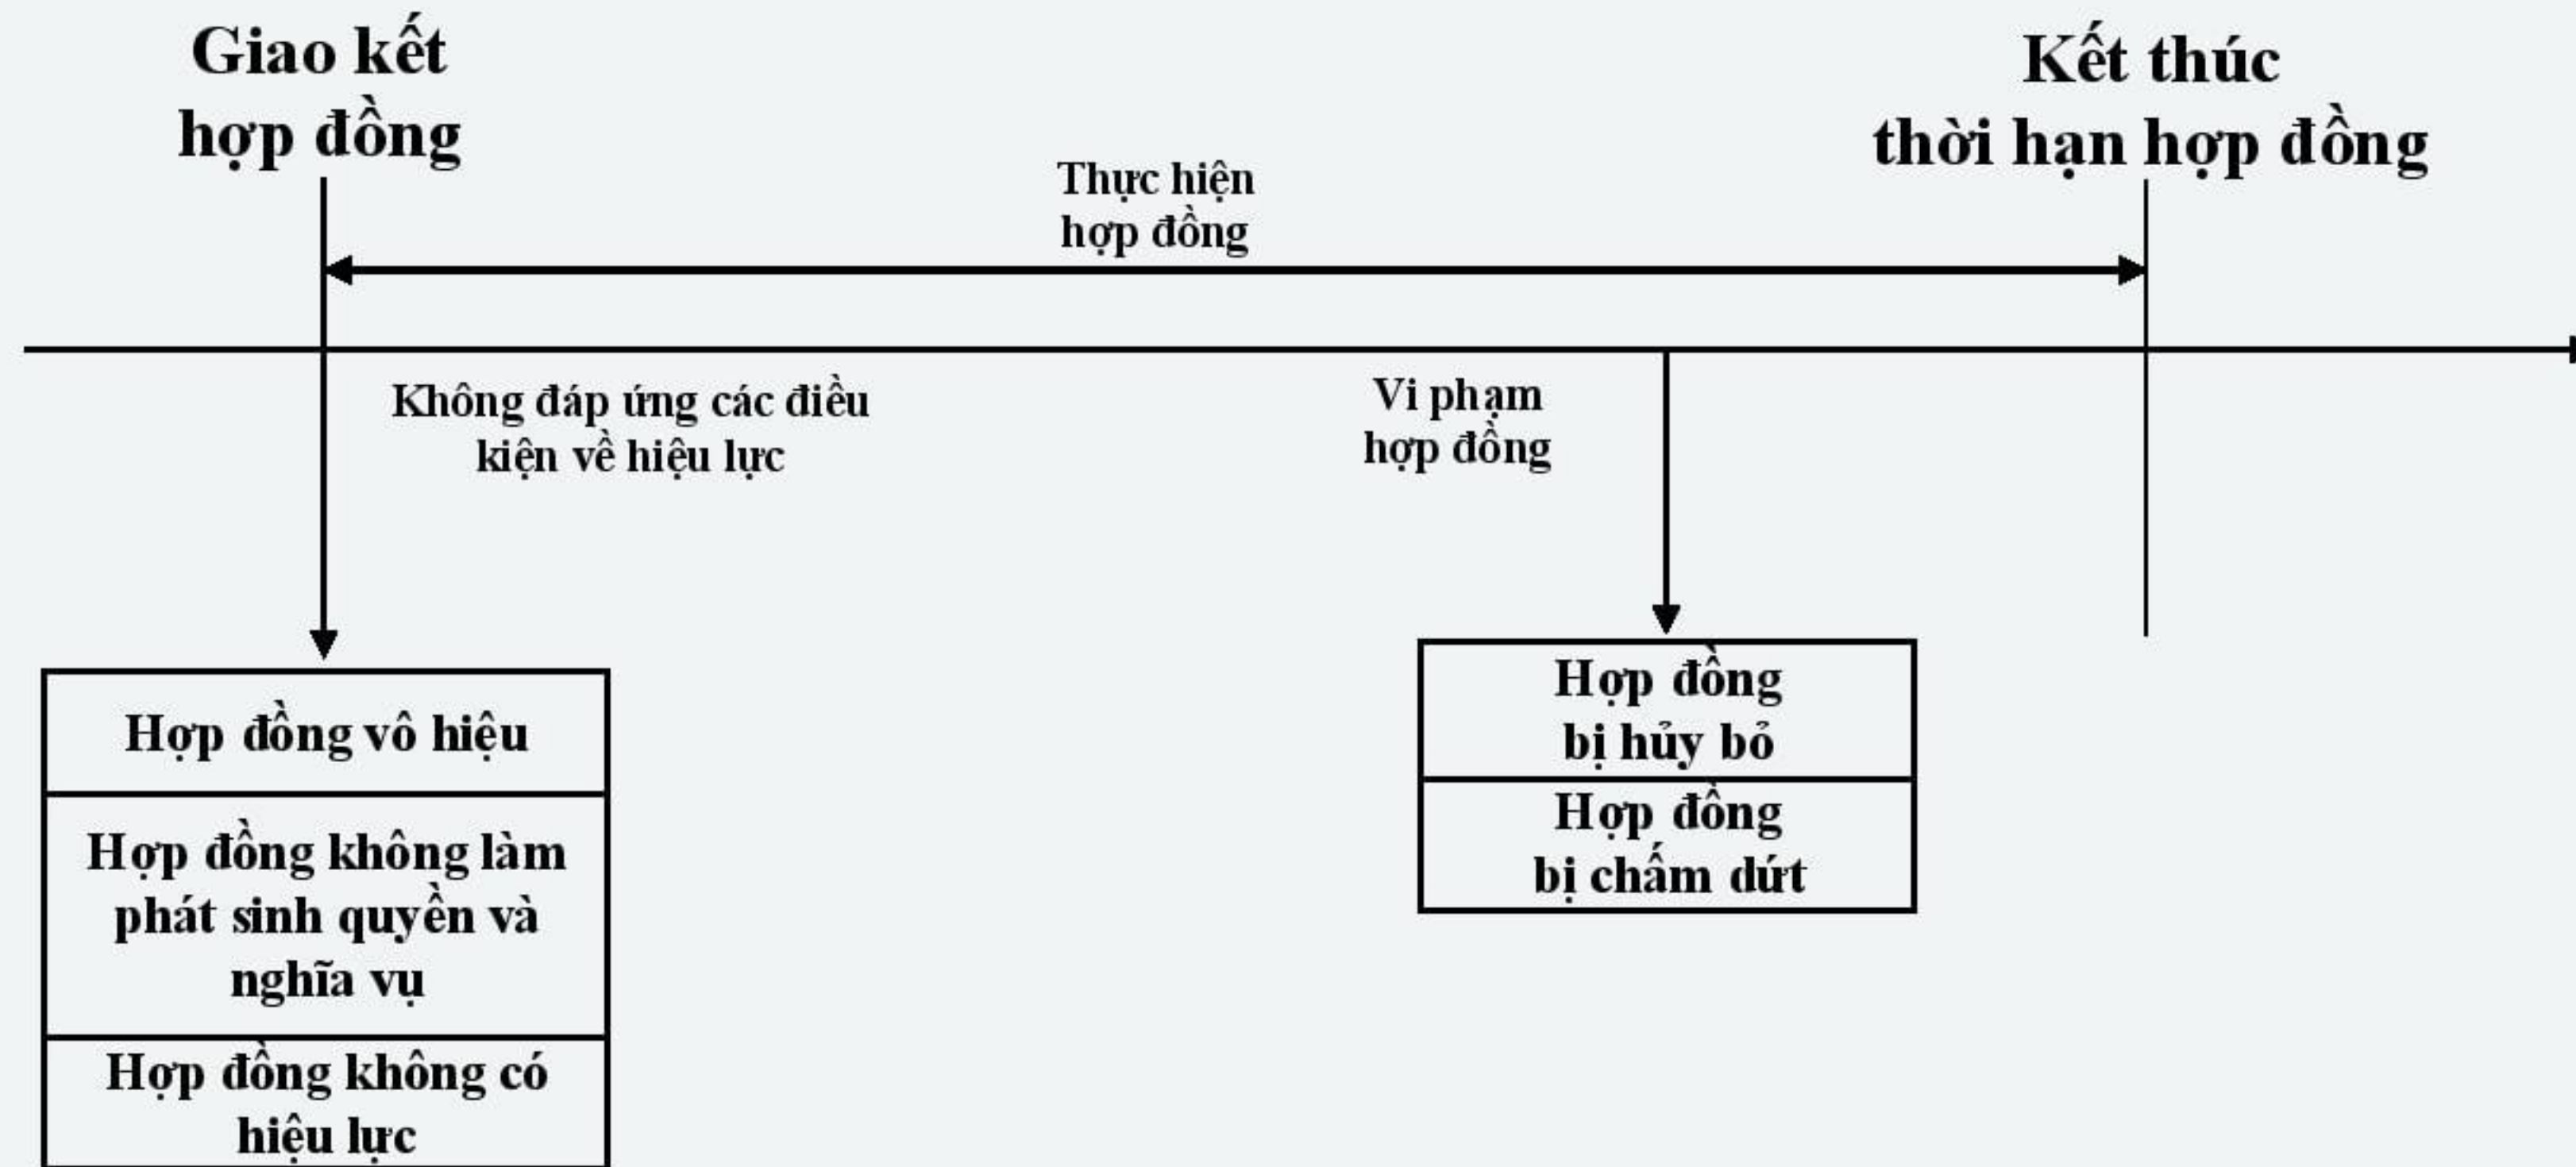 Giao kết
hợp đồng
Kết thúc
thời hạn hợp đồng
Thực hiện
hợp đồng
Không đáp ứng các điều
kiện về hiệu lực
Vi phạm
hợp đồng
Hợp đồng vô hiệu
Hợp đồng không làm
phát sinh quyền và
nghĩa vụ
Hợp đồng không có
hiệu lực
Hợp đồng
bị hủy bỏ
Hợp đồng
bị chấm dứt